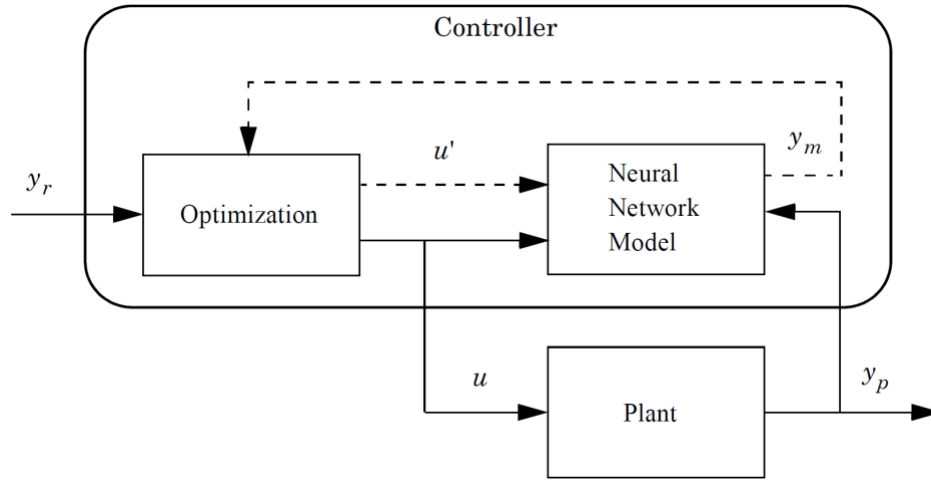 Controller
u'
y_m
y_r
Optimization
Neural
Network
Model
u
y_p
Plant